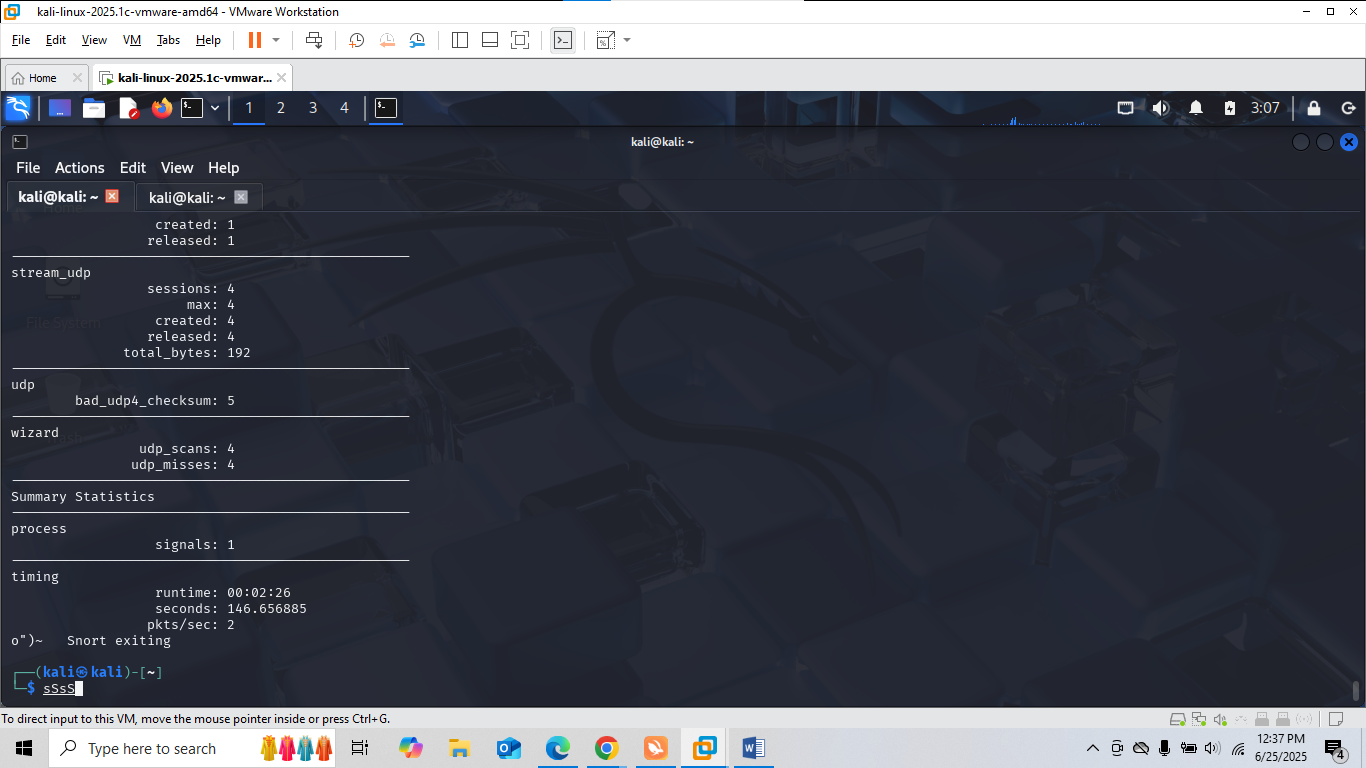 kali-linux-2025.1c-vmware-amd64 - VMware Workstation
File Edit View VM Tabs Help
Home kali-linux-2025.1c-vmwar...
1 2 3 4 3:07
kali@kali: ~
File Actions Edit View Help
kali@kali: ~ kali@kali: ~
created: 1
released: 1
stream_udp
sessions: 4
max: 4
created: 4
released: 4
File System
total_bytes: 192
udp
bad_udp4_checksum: 5
wizard
udp_scans: 4
udp_misses: 4
Summary Statistics
process
signals: 1
timing
runtime: 00:02:26
seconds: 146.656885
pkts/sec: 2
o")~ Snort exiting
┌──(kali㉿kali)-[~]
└─$ sSsS
To direct input to this VM, move the mouse pointer inside or press Ctrl+G.
Type here to search
12:37 PM
6/25/2025
4